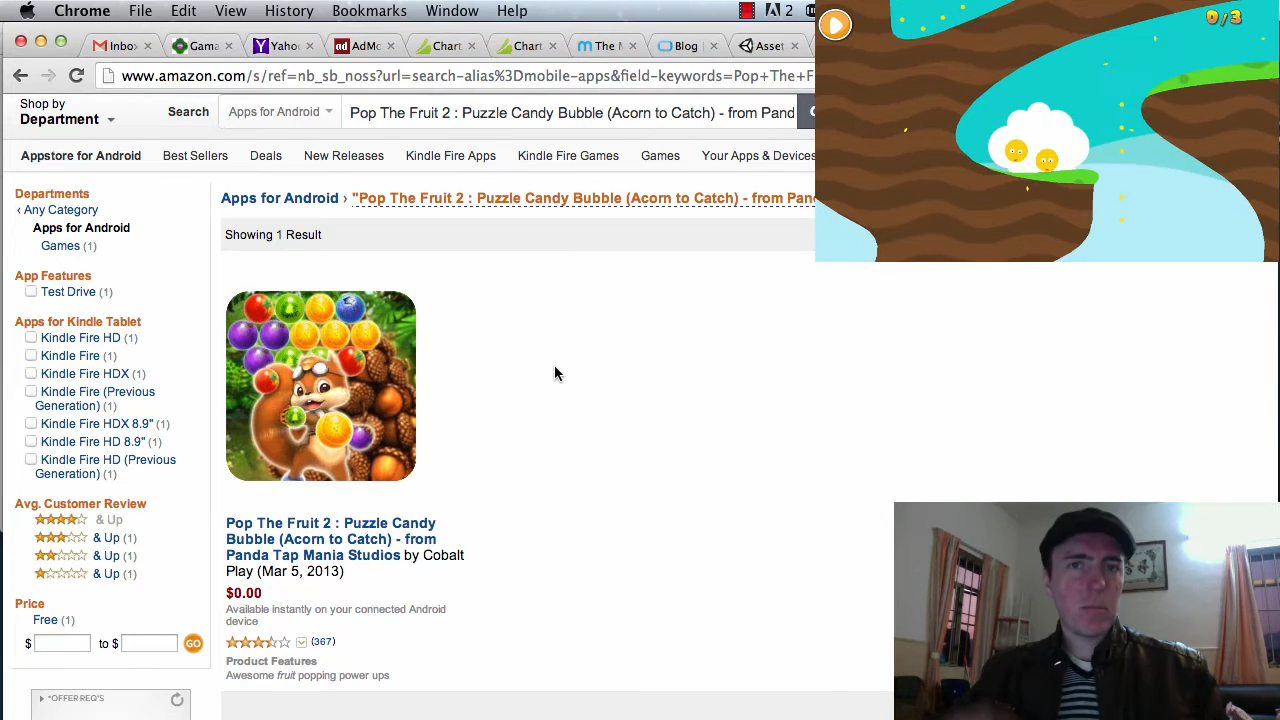 Chrome File Edit View History Bookmarks Window Help 2
Inbo Gama Yaho AdMo Chart Chart The M Blog Asset
www.amazon.com/s/ref=nb_sb_noss?url=search-alias%3Dmobile-apps&field-keywords=Pop+The+F
0/3
Shop by
Department
Search Apps for Android Pop The Fruit 2 : Puzzle Candy Bubble (Acorn to Catch) - from Pand
Appstore for Android Best Sellers Deals New Releases Kindle Fire Apps Kindle Fire Games Games Your Apps & Devices
Departments
‹ Any Category
Apps for Android
Games (1)
App Features
Test Drive (1)
Apps for Kindle Tablet
Kindle Fire HD (1)
Kindle Fire (1)
Kindle Fire HDX (1)
Kindle Fire (Previous
Generation) (1)
Kindle Fire HDX 8.9" (1)
Kindle Fire HD 8.9" (1)
Kindle Fire HD (Previous
Generation) (1)
Avg. Customer Review
& Up
& Up (1)
& Up (1)
& Up (1)
Price
Free (1)
$ to $ GO
*OFFER REQ'S
Apps for Android › "Pop The Fruit 2 : Puzzle Candy Bubble (Acorn to Catch) - from Pan
Showing 1 Result
Pop The Fruit 2 : Puzzle Candy
Bubble (Acorn to Catch) - from
Panda Tap Mania Studios by Cobalt
Play (Mar 5, 2013)
$0.00
Available instantly on your connected Android
device
(367)
Product Features
Awesome fruit popping power ups